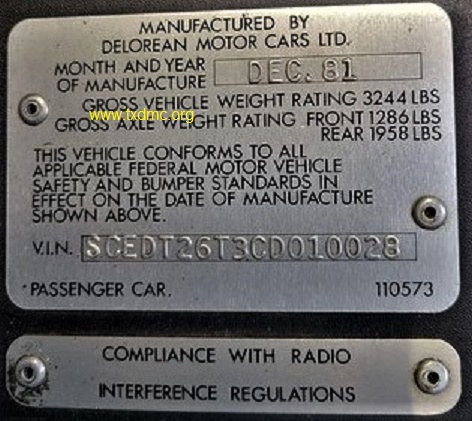 MANUFACTURED BY
DELOREAN MOTOR CARS LTD.
MONTH AND YEAR
OF MANUFACTURE
DEC. 81
GROSS VEHICLE WEIGHT RATING 3244 LBS
www.txdmc.org
GROSS AXLE WEIGHT RATING FRONT 1286 LBS
REAR 1958 LBS
THIS VEHICLE CONFORMS TO ALL
APPLICABLE FEDERAL MOTOR VEHICLE
SAFETY AND BUMPER STANDARDS IN
EFFECT ON THE DATE OF MANUFACTURE
SHOWN ABOVE.
V.I.N. SCEDT26T3CD010028
PASSENGER CAR. 110573
COMPLIANCE WITH RADIO
INTERFERENCE REGULATIONS